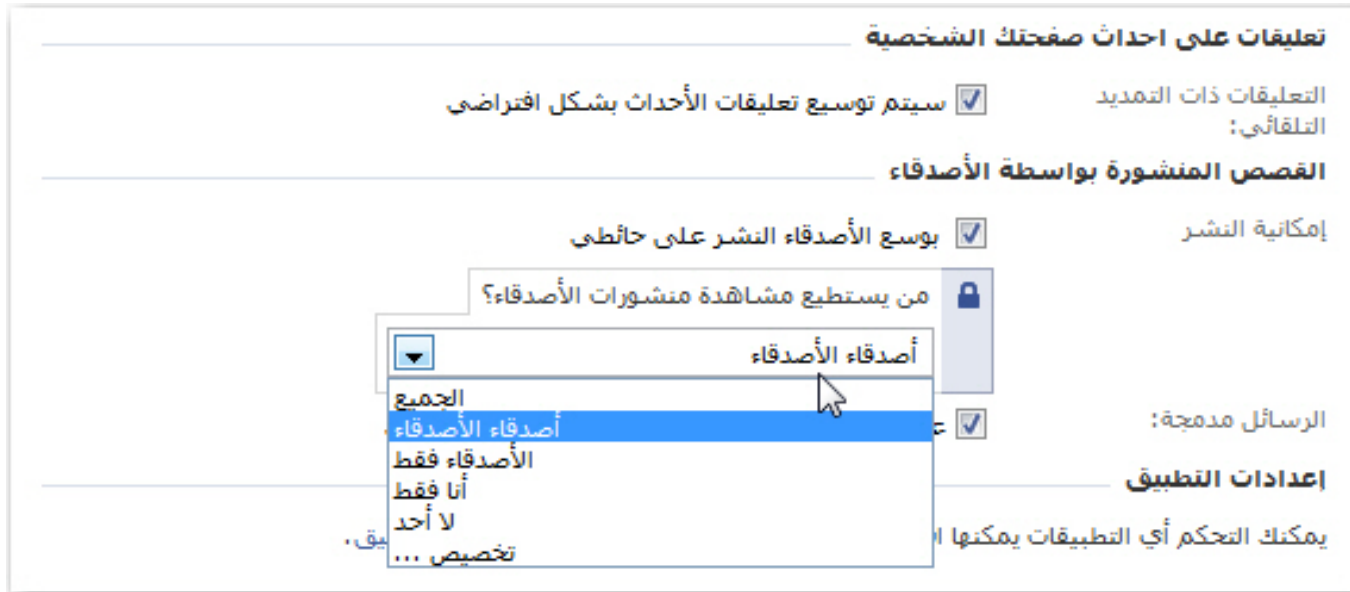 تعليقات على احداث صفحتك الشخصية
التعليقات ذات التمديد التلقائي:
سيتم توسيع تعليقات الأحداث بشكل افتراضي
القصص المنشورة بواسطة الأصدقاء
إمكانية النشر
بوسع الأصدقاء النشر على حائطي
من يستطيع مشاهدة منشورات الأصدقاء؟
أصدقاء الأصدقاء
الجميع
أصدقاء الأصدقاء
الأصدقاء فقط
أنا فقط
لا أحد
تخصيص ...
الرسائل مدمجة:
إعدادات التطبيق
يمكنك التحكم أي التطبيقات يمكنها